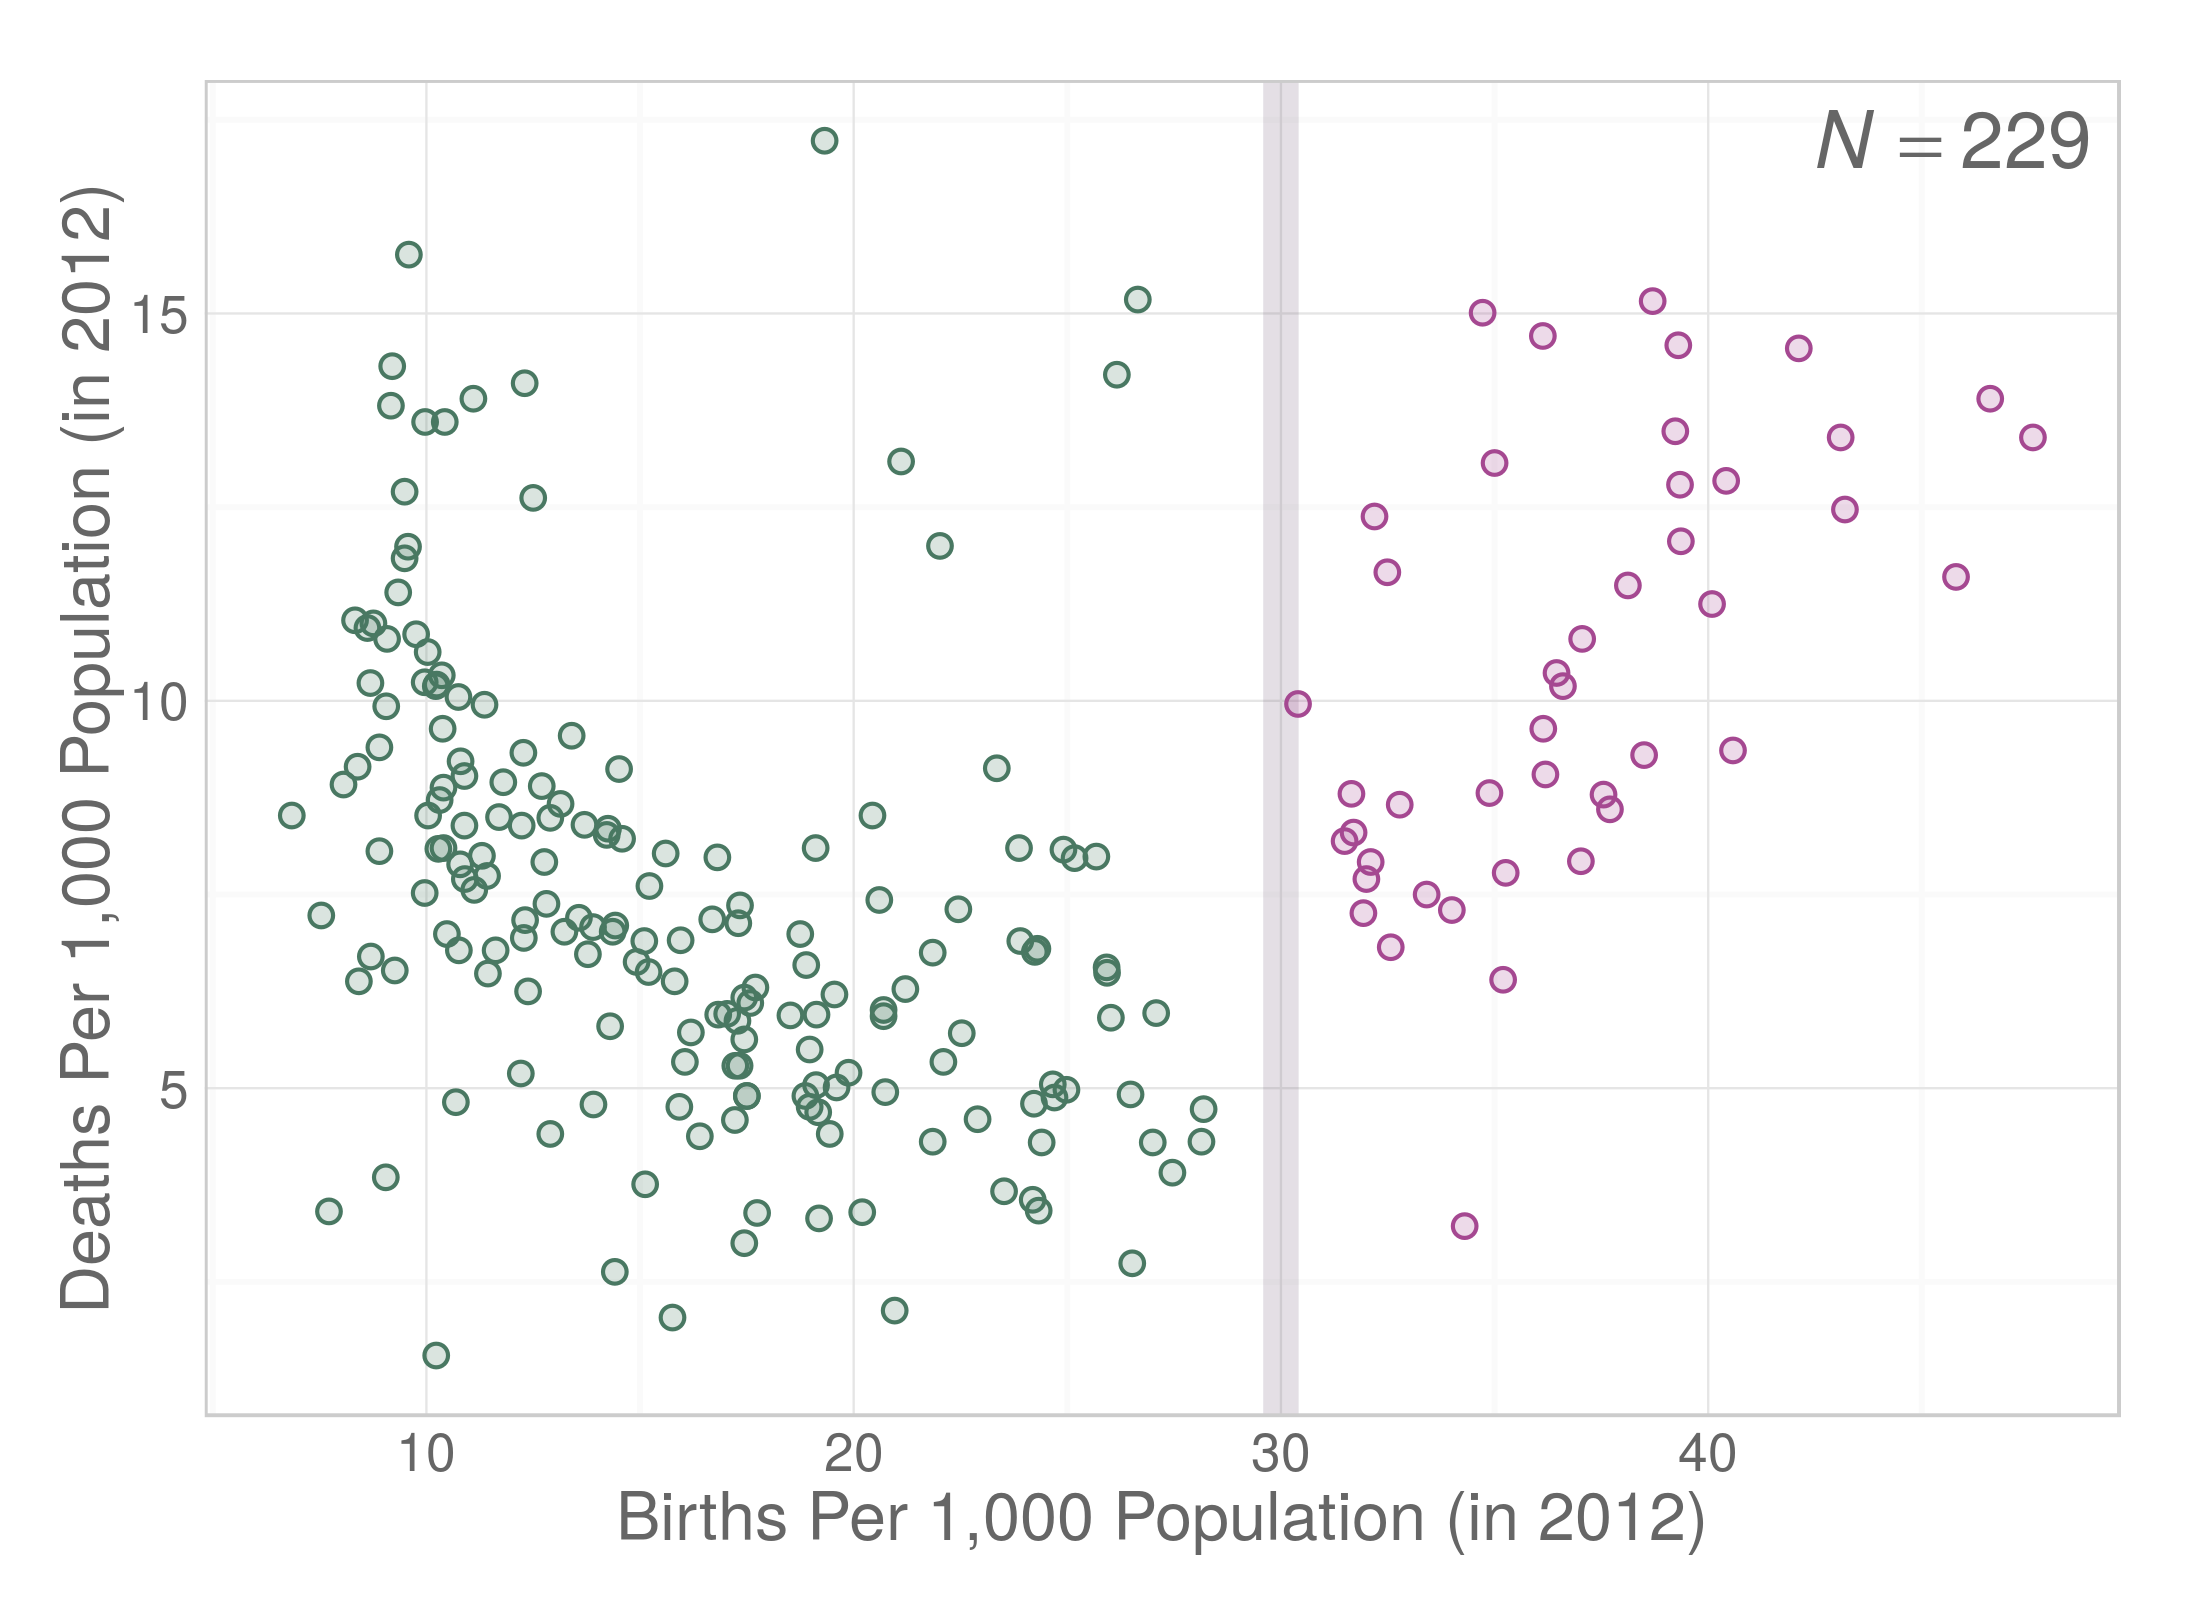 N = 229
Deaths Per 1,000 Population (in 2012)
15
10
5
10 20 30 40
Births Per 1,000 Population (in 2012)